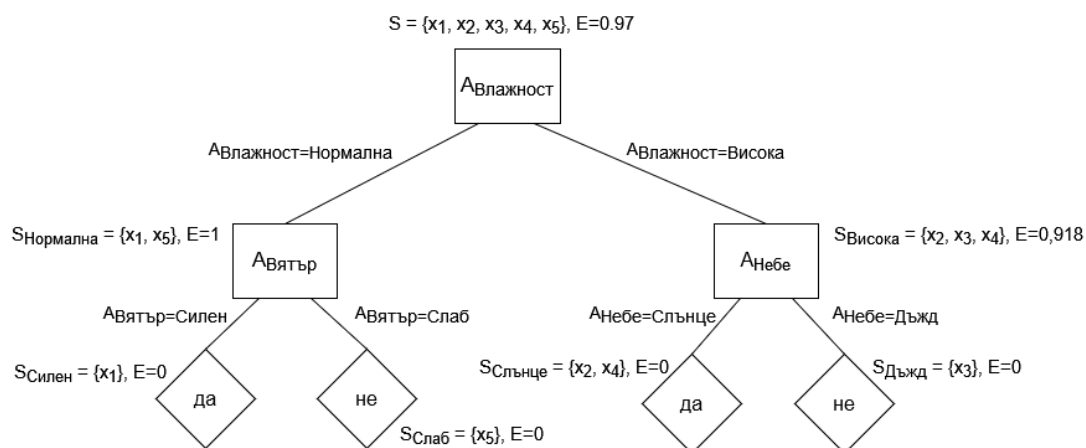 S = {x1, x2, x3, x4, x5}, E=0.97
AВлажност
AВлажност=Нормална
AВлажност=Висока
SНормална = {x1, x5}, E=1
AВятър
AНебе
SВисока = {x2, x3, x4}, E=0,918
AВятър=Силен
AВятър=Слаб
AНебе=Слънце
AНебе=Дъжд
SСилен = {x1}, E=0
да
не
SСлаб = {x5}, E=0
SСлънце = {x2, x4}, E=0
да
не
SДъжд = {x3}, E=0